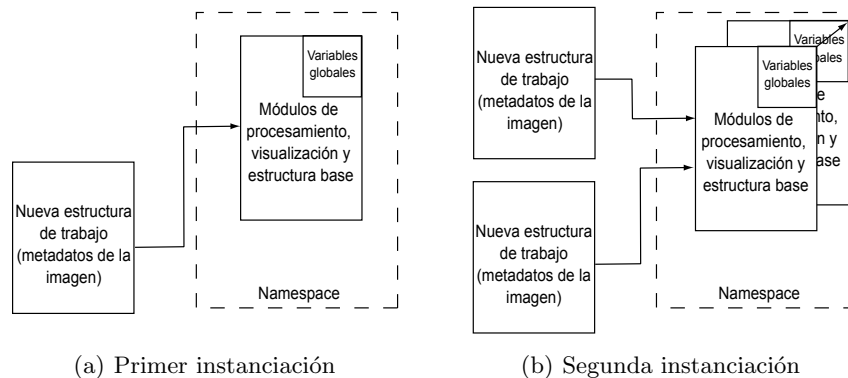 Variables
globales
Módulos de
procesamiento,
visualización y
estructura base
Nueva estructura
de trabajo
(metadatos de la
imagen)
Namespace
(a) Primer instanciación
Nueva estructura
de trabajo
(metadatos de la
imagen)
Nueva estructura
de trabajo
(metadatos de la
imagen)
Variables
globales
Módulos de
procesamiento,
visualización y
estructura base
Variables
Namespace
(b) Segunda instanciación